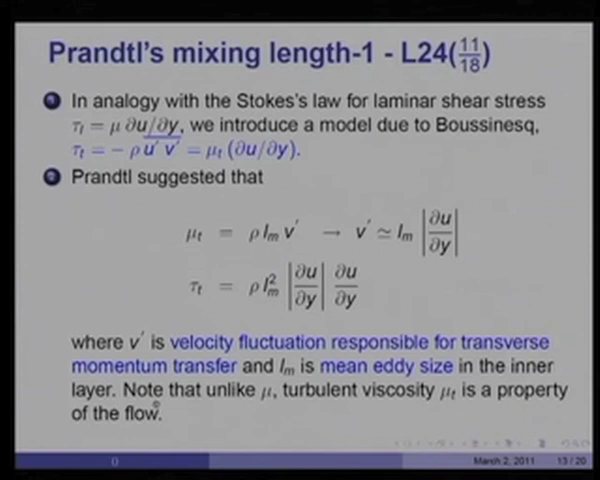 Prandtl's mixing length-1 - L24(11/18)
1 In analogy with the Stokes's law for laminar shear stress
τₗ = μ ∂u/∂y, we introduce a model due to Boussinesq,
τₜ = − ρ u′ v′ = μₜ (∂u/∂y).
2 Prandtl suggested that
μₜ = ρ lₘ v′ → v′ ≃ lₘ |∂u/∂y|
τₜ = ρ lₘ² |∂u/∂y| ∂u/∂y
where v′ is velocity fluctuation responsible for transverse
momentum transfer and lₘ is mean eddy size in the inner
layer. Note that unlike μ, turbulent viscosity μₜ is a property
of the flow.
() March 2, 2011 13 / 20